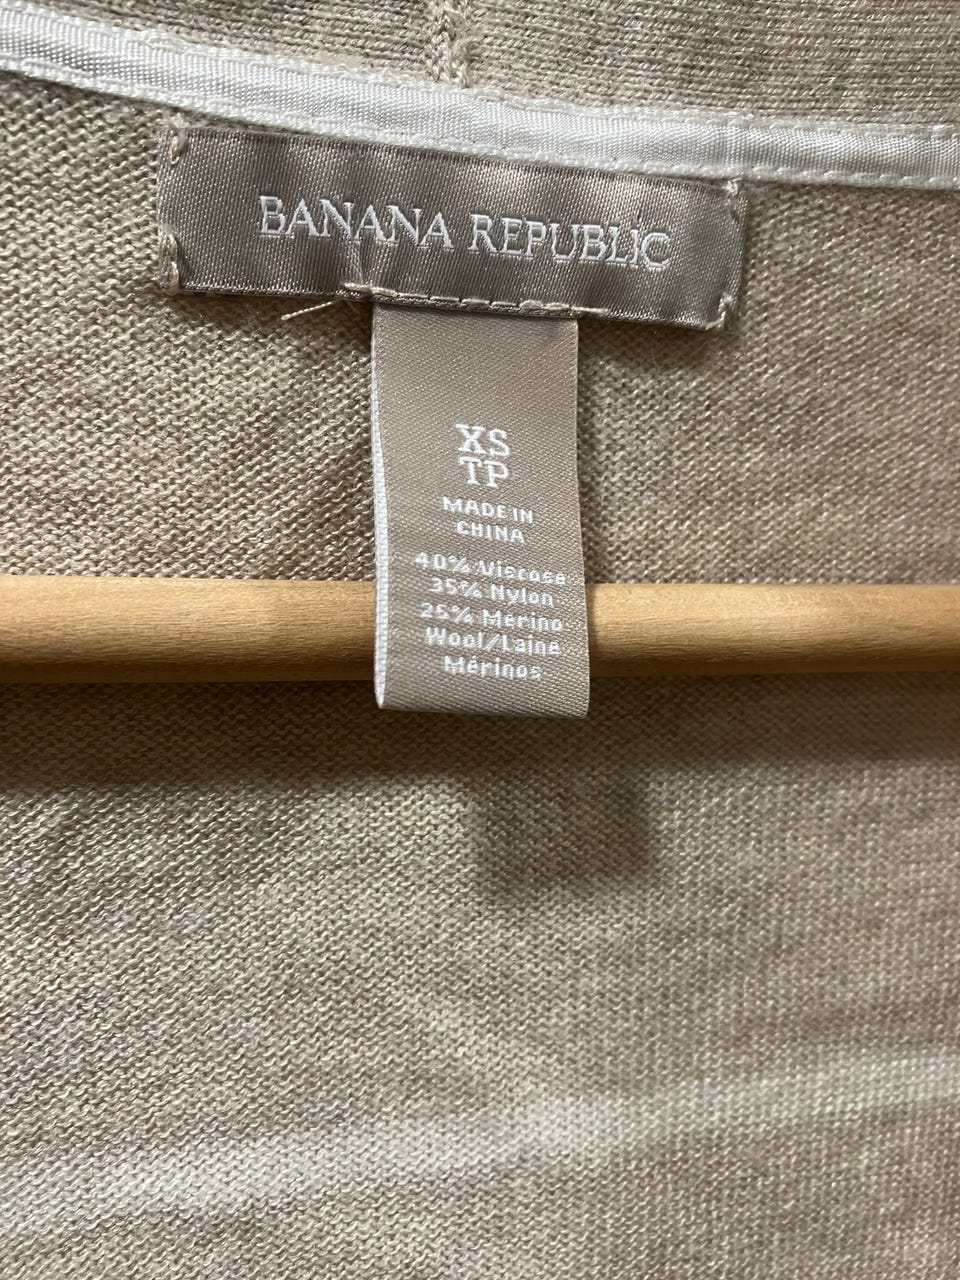 BANANA REPUBLIC
XS
TP
MADE IN
CHINA
40% Viscose
35% Nylon
25% Merino
Wool/Laine
Mérinos